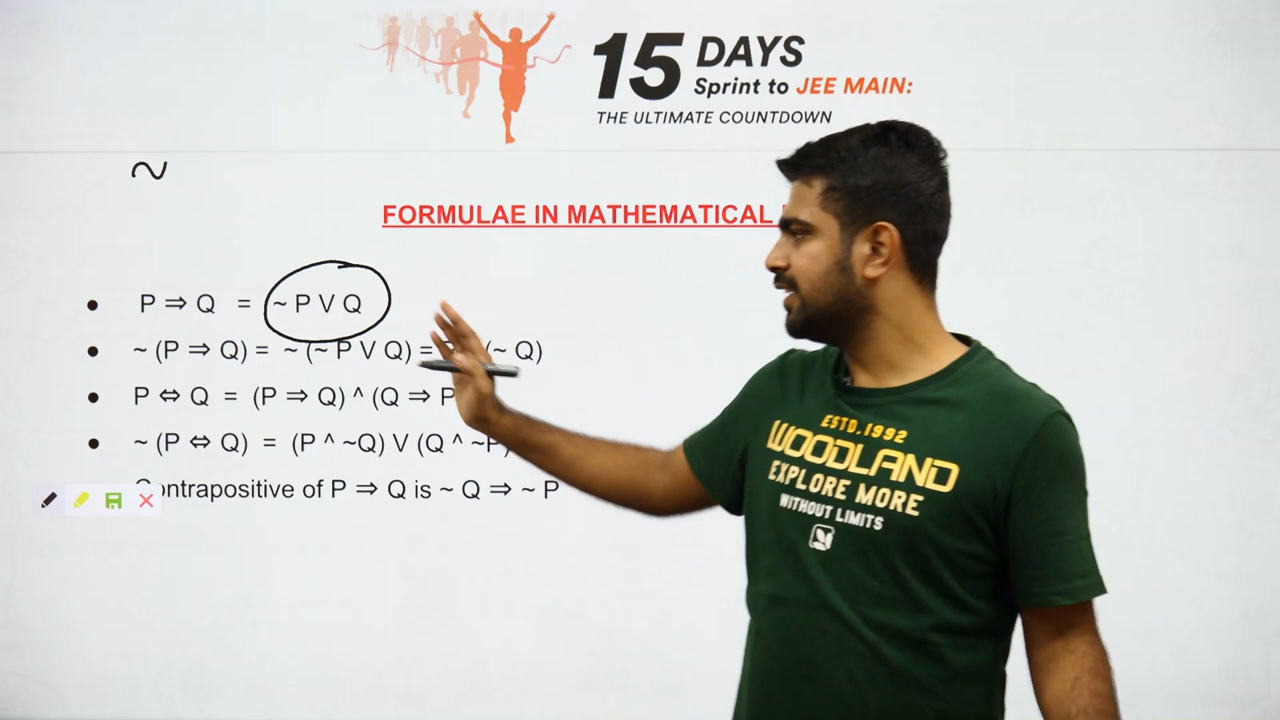 15 DAYS
Sprint to JEE MAIN:
THE ULTIMATE COUNTDOWN
~
FORMULAE IN MATHEMATICAL
• P ⇒ Q = ~ P V Q
• ~ (P ⇒ Q) = ~ (~ P V Q) = (~ Q)
• P ⇔ Q = (P ⇒ Q) ^ (Q ⇒ P
• ~ (P ⇔ Q) = (P ^ ~Q) V (Q ^ ~P)
Contrapositive of P ⇒ Q is ~ Q ⇒ ~ P
ESTD.1992
WOODLAND
EXPLORE MORE
WITHOUT LIMITS